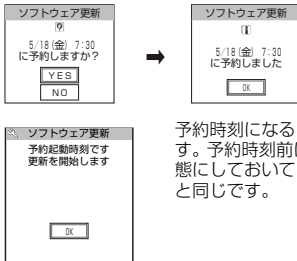 ソフトウェア更新
5/18(金) 7:30
に予約しますか?
YES
NO
ソフトウェア更新
5/18(金) 7:30
に予約しました
OK
ソフトウェア更新
予約起動時刻です
更新を開始します
OK
予約時刻になる
す。予約時刻前に
態にしておいて
と同じです。